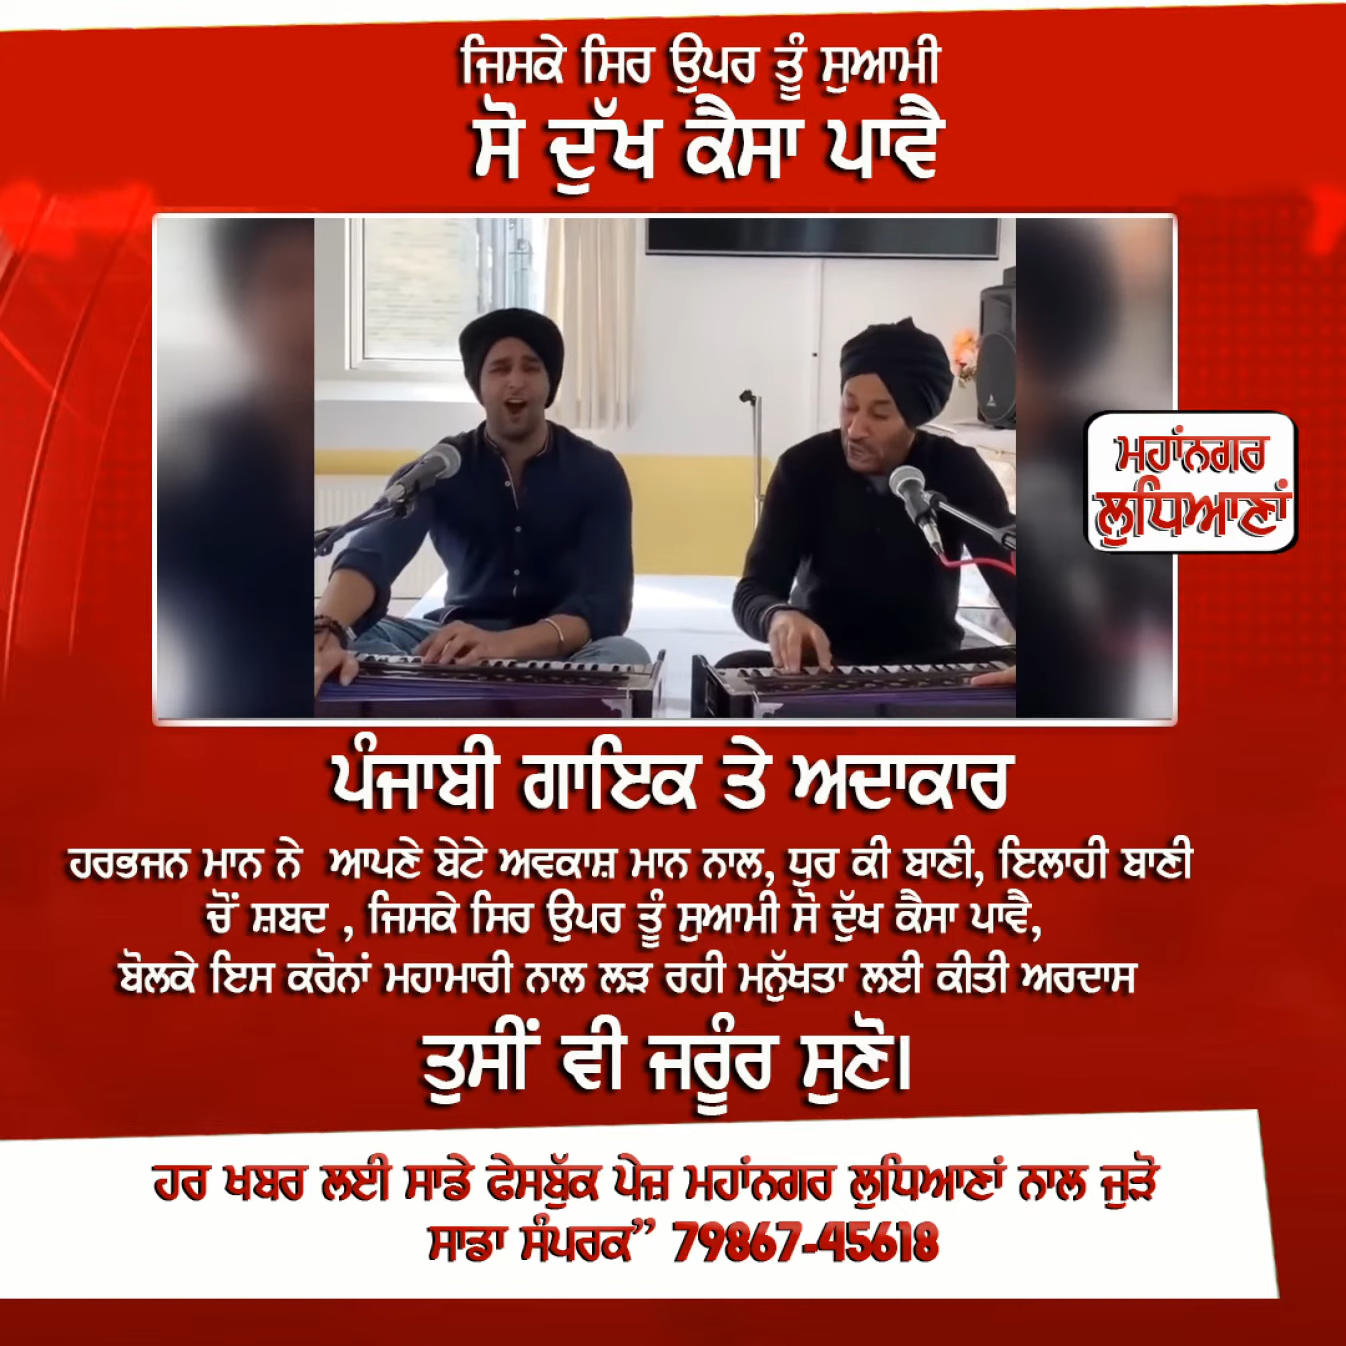 ਜਿਸਕੇ ਸਿਰ ਉਪਰ ਤੂੰ ਸੁਆਮੀ
ਸੋ ਦੁੱਖ ਕੈਸਾ ਪਾਵੈ
ਮਹਾਂਨਗਰ
ਲੁਧਿਆਣਾਂ
ਪੰਜਾਬੀ ਗਾਇਕ ਤੇ ਅਦਾਕਾਰ
ਹਰਭਜਨ ਮਾਨ ਨੇ ਆਪਣੇ ਬੇਟੇ ਅਵਕਾਸ਼ ਮਾਨ ਨਾਲ, ਧੁਰ ਕੀ ਬਾਣੀ, ਇਲਾਹੀ ਬਾਣੀ
ਚੋਂ ਸ਼ਬਦ , ਜਿਸਕੇ ਸਿਰ ਉਪਰ ਤੂੰ ਸੁਆਮੀ ਸੋ ਦੁੱਖ ਕੈਸਾ ਪਾਵੈ,
ਬੋਲਕੇ ਇਸ ਕਰੋਨਾਂ ਮਹਾਮਾਰੀ ਨਾਲ ਲੜ ਰਹੀ ਮਨੁੱਖਤਾ ਲਈ ਕੀਤੀ ਅਰਦਾਸ
ਤੁਸੀਂ ਵੀ ਜਰੂੰਰ ਸੁਣੋ।
ਹਰ ਖਬਰ ਲਈ ਸਾਡੇ ਫੇਸਬੁੱਕ ਪੇਜ਼ ਮਹਾਂਨਗਰ ਲੁਧਿਆਣਾਂ ਨਾਲ ਜੁੜੋ
ਸਾਡਾ ਸੰਪਰਕ” 79867-45618